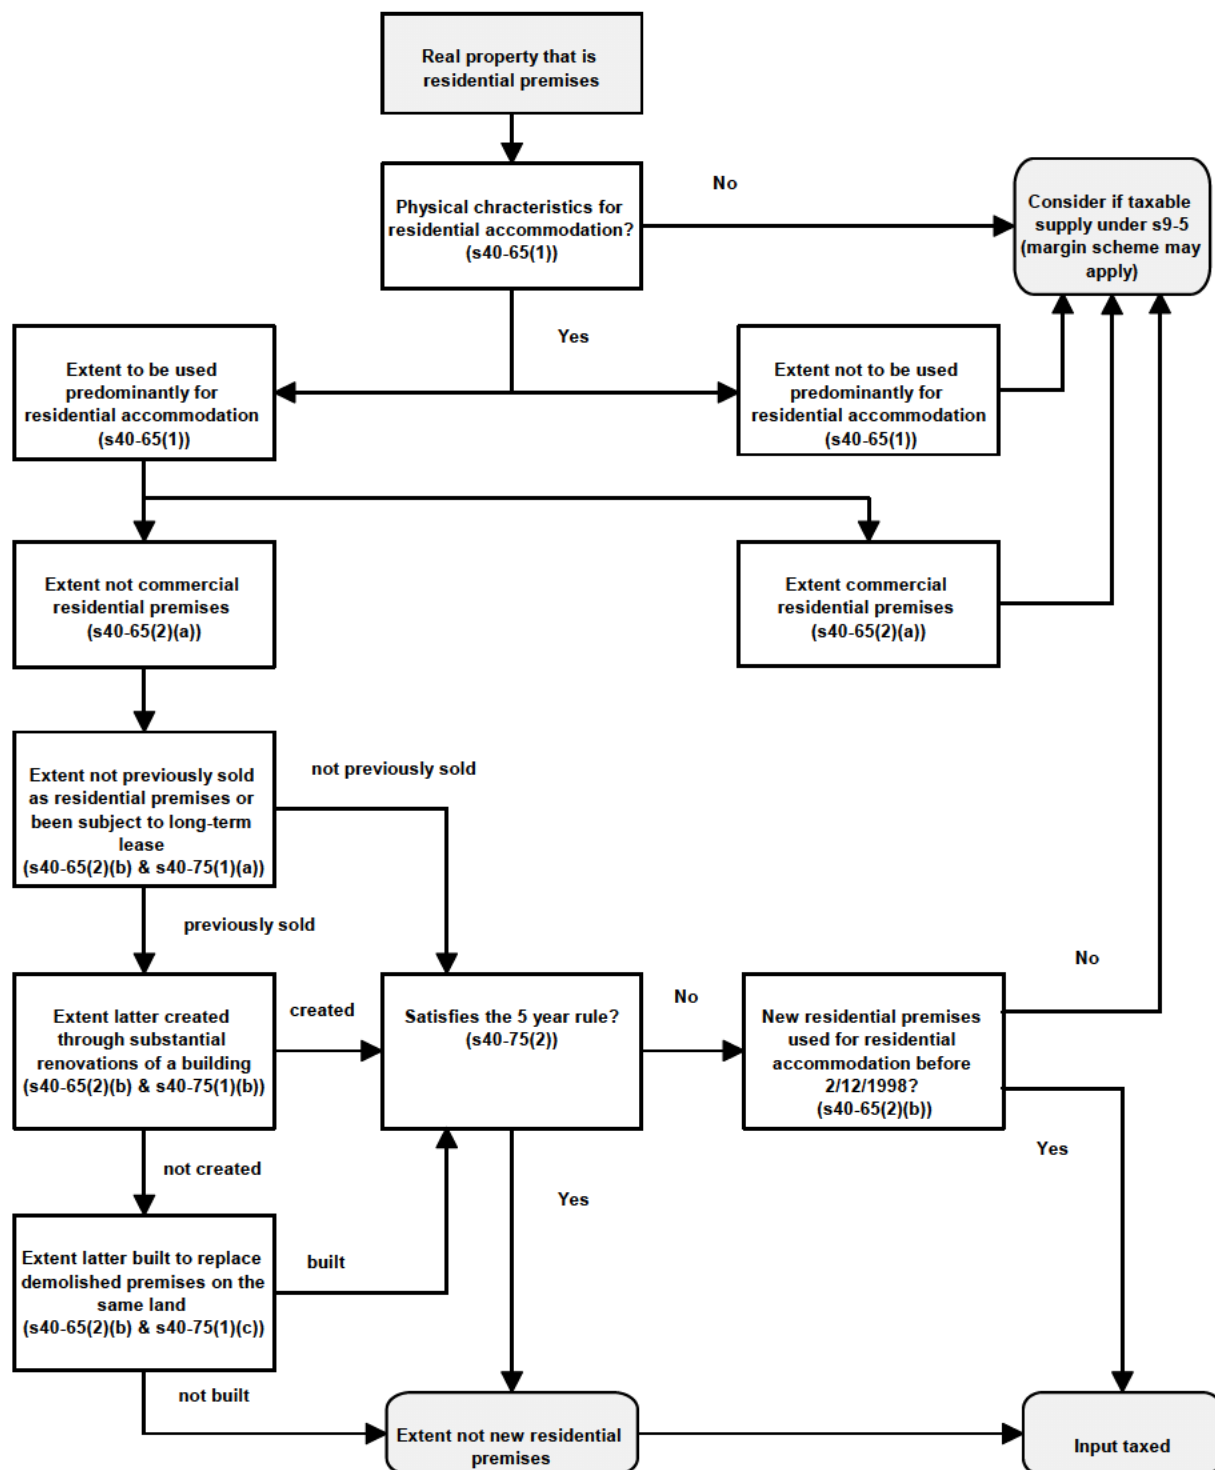 Real property that is
residential premises
No
Physical chracteristics for
residential accommodation?
(s40-65(1))
Consider if taxable
supply under s9-5
(margin scheme may
apply)
Yes
Extent to be used
predominantly for
residential accommodation
(s40-65(1))
Extent not to be used
predominantly for
residential accommodation
(s40-65(1))
Extent not commercial
residential premises
(s40-65(2)(a))
Extent commercial
residential premises
(s40-65(2)(a))
Extent not previously sold
as residential premises or
been subject to long-term
lease
(s40-65(2)(b) & s40-75(1)(a))
not previously sold
previously sold
Extent latter created
through substantial
renovations of a building
(s40-65(2)(b) & s40-75(1)(b))
created
Satisfies the 5 year rule?
(s40-75(2))
No
New residential premises
used for residential
accommodation before
2/12/1998?
(s40-65(2)(b))
No
Yes
not created
Yes
Extent latter built to replace
demolished premises on the
same land
(s40-65(2)(b) & s40-75(1)(c))
built
not built
Extent not new residential
premises
Input taxed